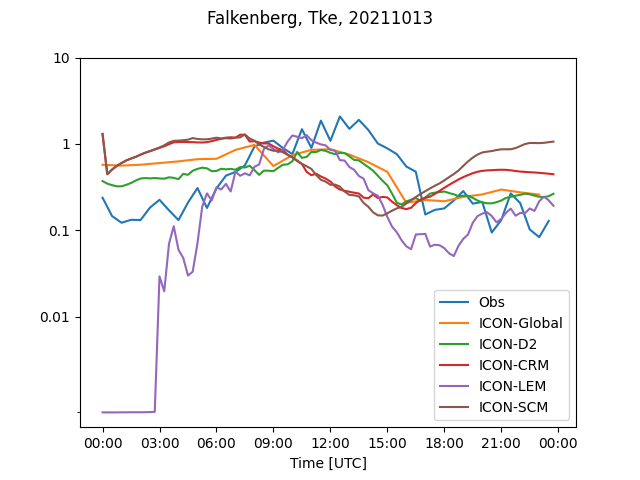 Falkenberg, Tke, 20211013
10
1
0.1
0.01
Obs
ICON-Global
ICON-D2
ICON-CRM
ICON-LEM
ICON-SCM
00:00 03:00 06:00 09:00 12:00 15:00 18:00 21:00 00:00
Time [UTC]